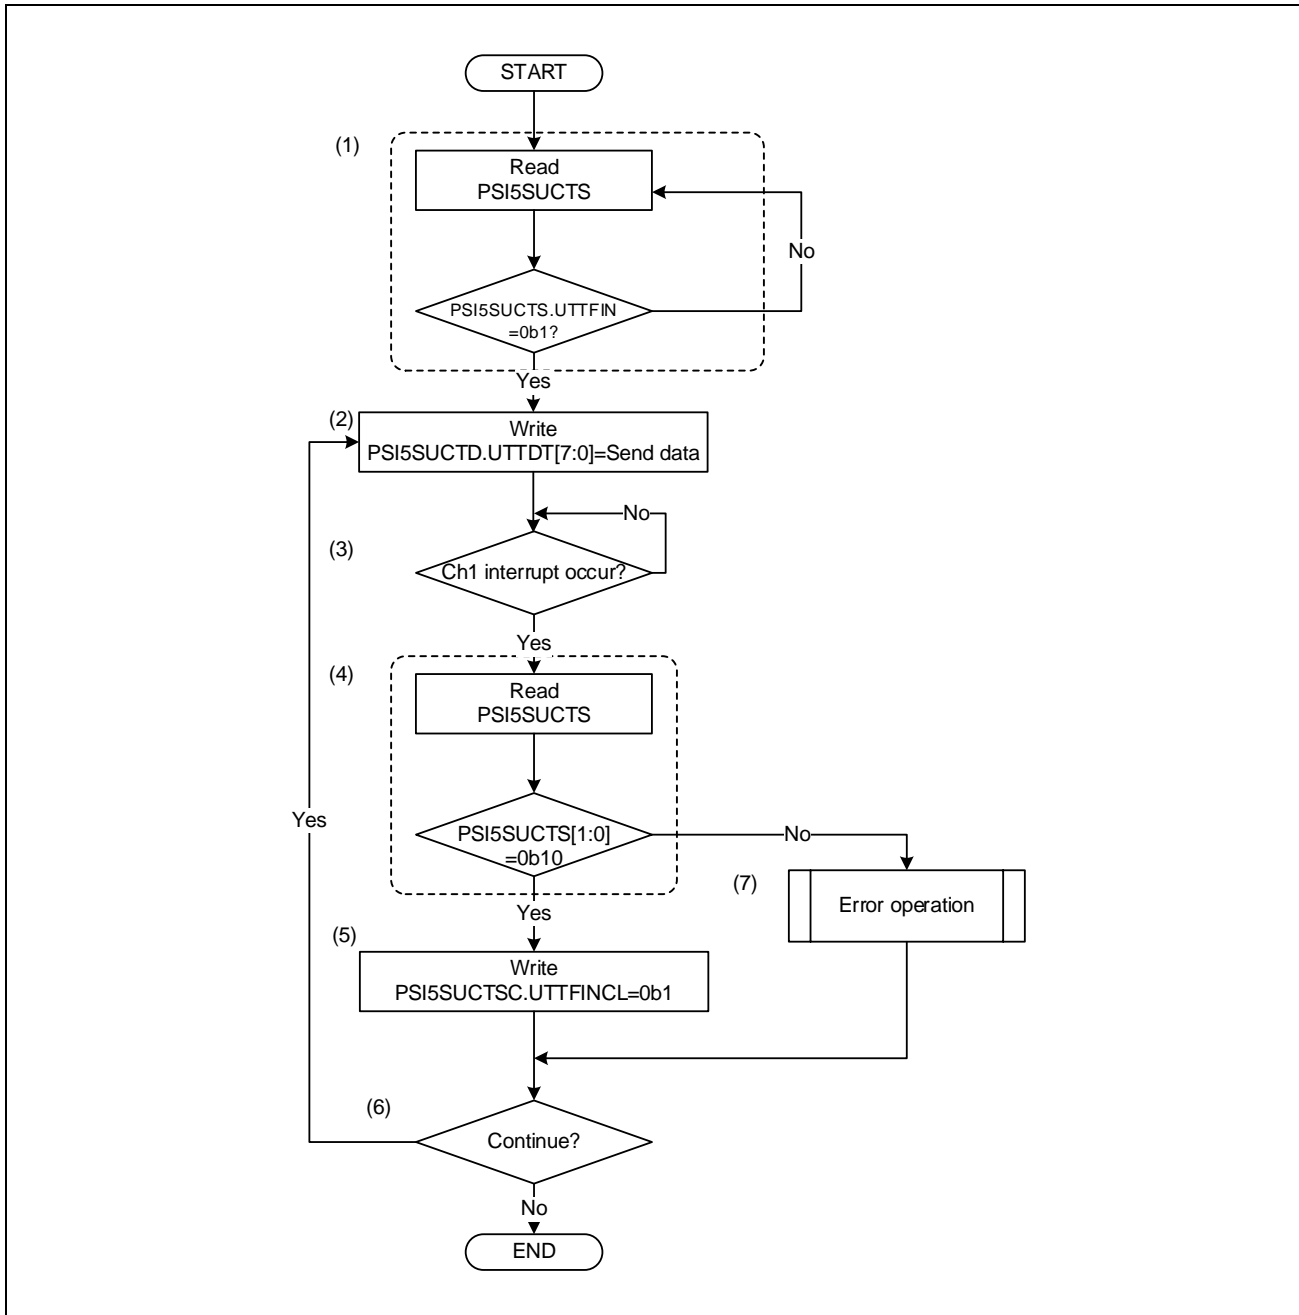 START
(1)
Read
PSI5SUCTS
No
PSI5SUCTS.UTTFIN
=0b1?
Yes
(2)
Write
PSI5SUCTD.UTTDT[7:0]=Send data
No
(3)
Ch1 interrupt occur?
Yes
(4)
Read
PSI5SUCTS
Yes
PSI5SUCTS[1:0]
=0b10
No
(7)
Error operation
Yes
(5)
Write
PSI5SUCTSC.UTTFINCL=0b1
(6)
Continue?
No
END